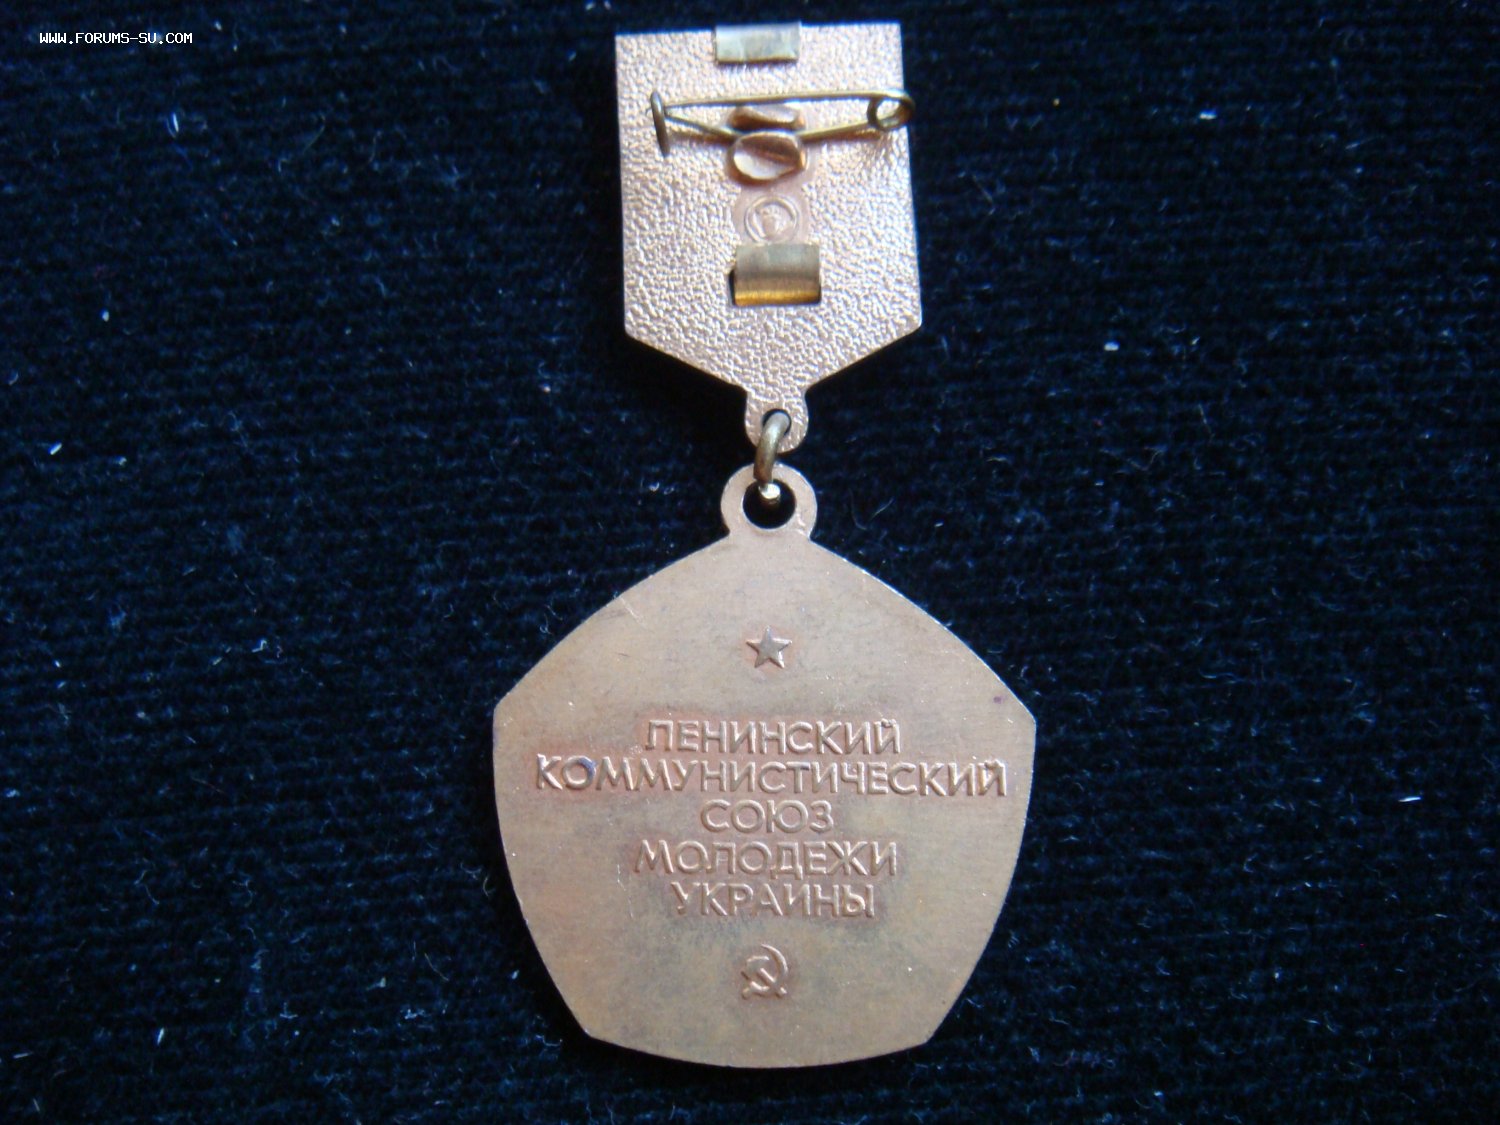 WWW.FORUMS-SU.COM
ЛЕНИНСКИЙ
КОММУНИСТИЧЕСКИЙ
СОЮЗ
МОЛОДЕЖИ
УКРАИНЫ